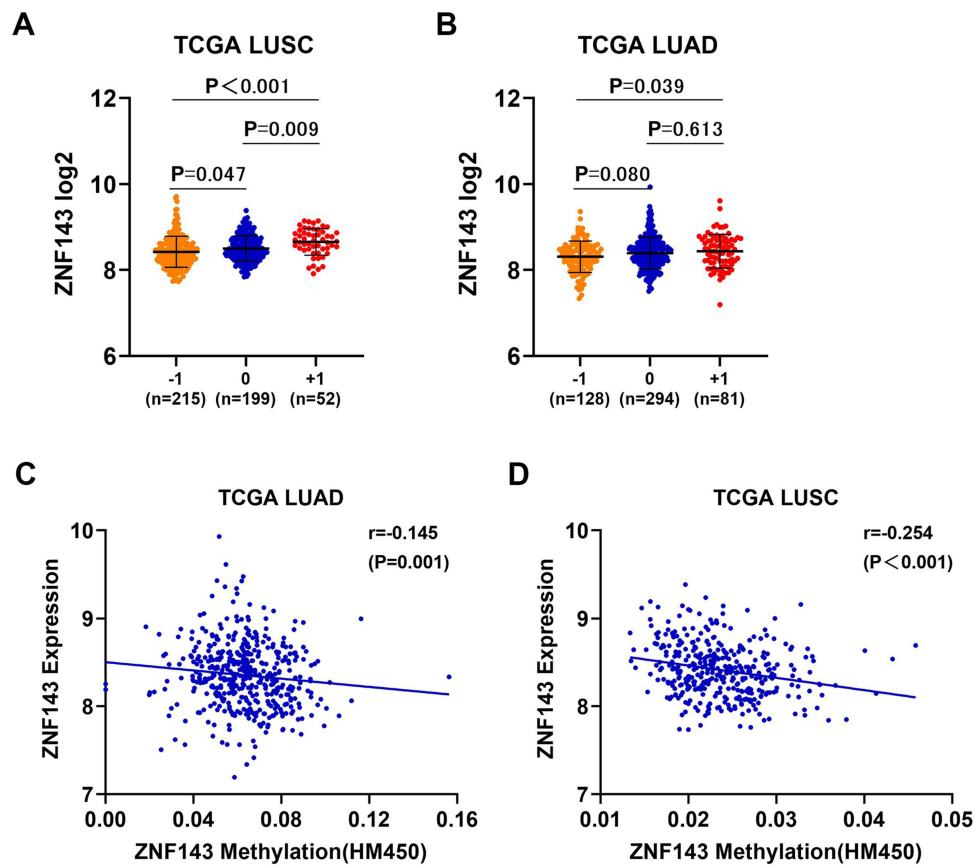 A
TCGA LUSC
P<0.001
P=0.009
P=0.047
ZNF143 log2
12
10
8
6
-1
0
+1
(n=215)
(n=199)
(n=52)
B
TCGA LUAD
P=0.039
P=0.613
P=0.080
ZNF143 log2
12
10
8
6
-1
0
+1
(n=128)
(n=294)
(n=81)
C
TCGA LUAD
r=-0.145
(P=0.001)
ZNF143 Expression
10
9
8
7
0.00
0.04
0.08
0.12
0.16
ZNF143 Methylation(HM450)
D
TCGA LUSC
r=-0.254
(P<0.001)
ZNF143 Expression
10
9
8
7
0.01
0.02
0.03
0.04
0.05
ZNF143 Methylation(HM450)